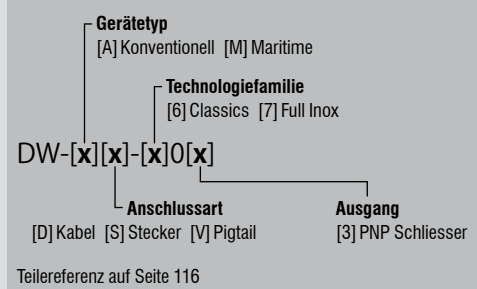 Gerätetyp
[A] Konventionell [M] Maritime
Technologiefamilie
[6] Classics [7] Full Inox
DW-[x][x]-[x]0[x]
Anschlussart
[D] Kabel [S] Stecker [V] Pigtail
Ausgang
[3] PNP Schliesser
Teilereferenz auf Seite 116